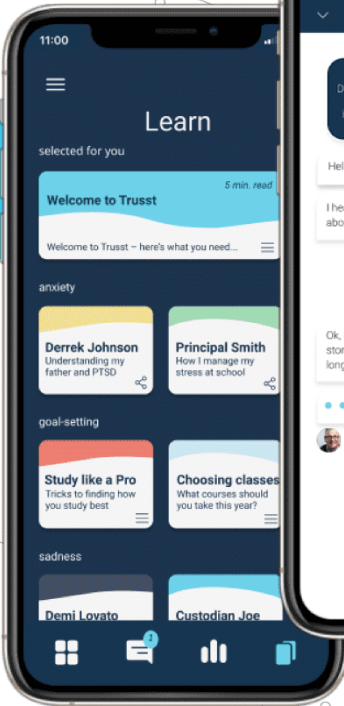 11:00
Learn
selected for you
5 min. read
Welcome to Trusst
Welcome to Trusst – here's what you need...
anxiety
Derrek Johnson
Understanding my
father and PTSD
Principal Smith
How I manage my
stress at school
goal-setting
Study like a Pro
Tricks to finding how
you study best
Choosing classes
What courses should
you take this year?
sadness
Demi Lovato
Custodian Joe
D
Hel
I hea
abo
Ok,
stor
long